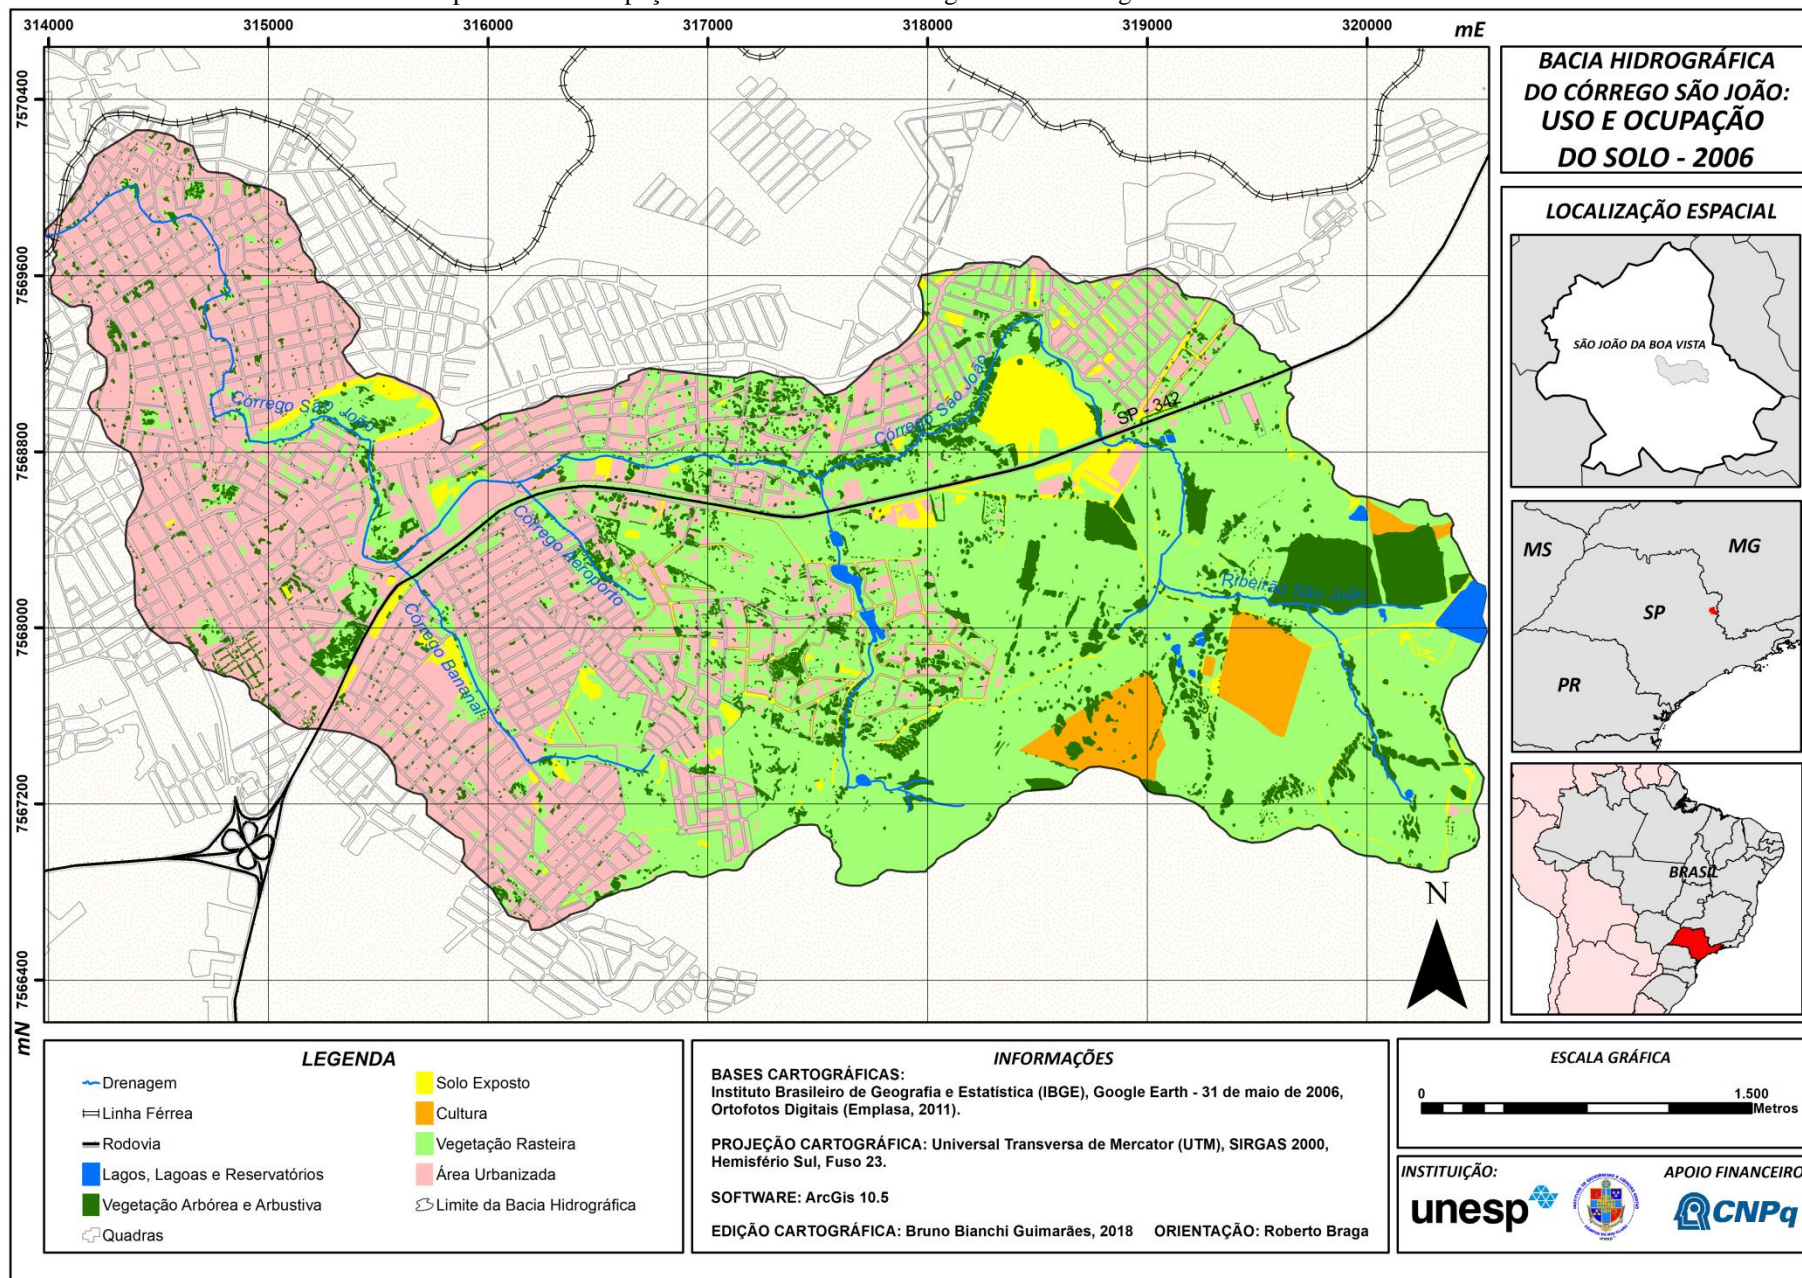 314000 315000 316000 317000 318000 319000 320000 mE
7570400
7569600
7568800
7568000
7567200
7566400
mN
Córrego São João
Córrego São João
SP - 342
Córrego Aeroporto
Córrego Bananal
Ribeirão São João
N
BACIA HIDROGRÁFICA
DO CÓRREGO SÃO JOÃO:
USO E OCUPAÇÃO
DO SOLO - 2006
LOCALIZAÇÃO ESPACIAL
SÃO JOÃO DA BOA VISTA
MS
MG
SP
PR
BRASIL
LEGENDA
Drenagem
Linha Férrea
Rodovia
Lagos, Lagoas e Reservatórios
Vegetação Arbórea e Arbustiva
Quadras
Solo Exposto
Cultura
Vegetação Rasteira
Área Urbanizada
Limite da Bacia Hidrográfica
INFORMAÇÕES
BASES CARTOGRÁFICAS:
Instituto Brasileiro de Geografia e Estatística (IBGE), Google Earth - 31 de maio de 2006,
Ortofotos Digitais (Emplasa, 2011).
PROJEÇÃO CARTOGRÁFICA: Universal Transversa de Mercator (UTM), SIRGAS 2000,
Hemisfério Sul, Fuso 23.
SOFTWARE: ArcGis 10.5
EDIÇÃO CARTOGRÁFICA: Bruno Bianchi Guimarães, 2018 ORIENTAÇÃO: Roberto Braga
ESCALA GRÁFICA
0 1.500
Metros
INSTITUIÇÃO: APOIO FINANCEIRO
unesp CNPq